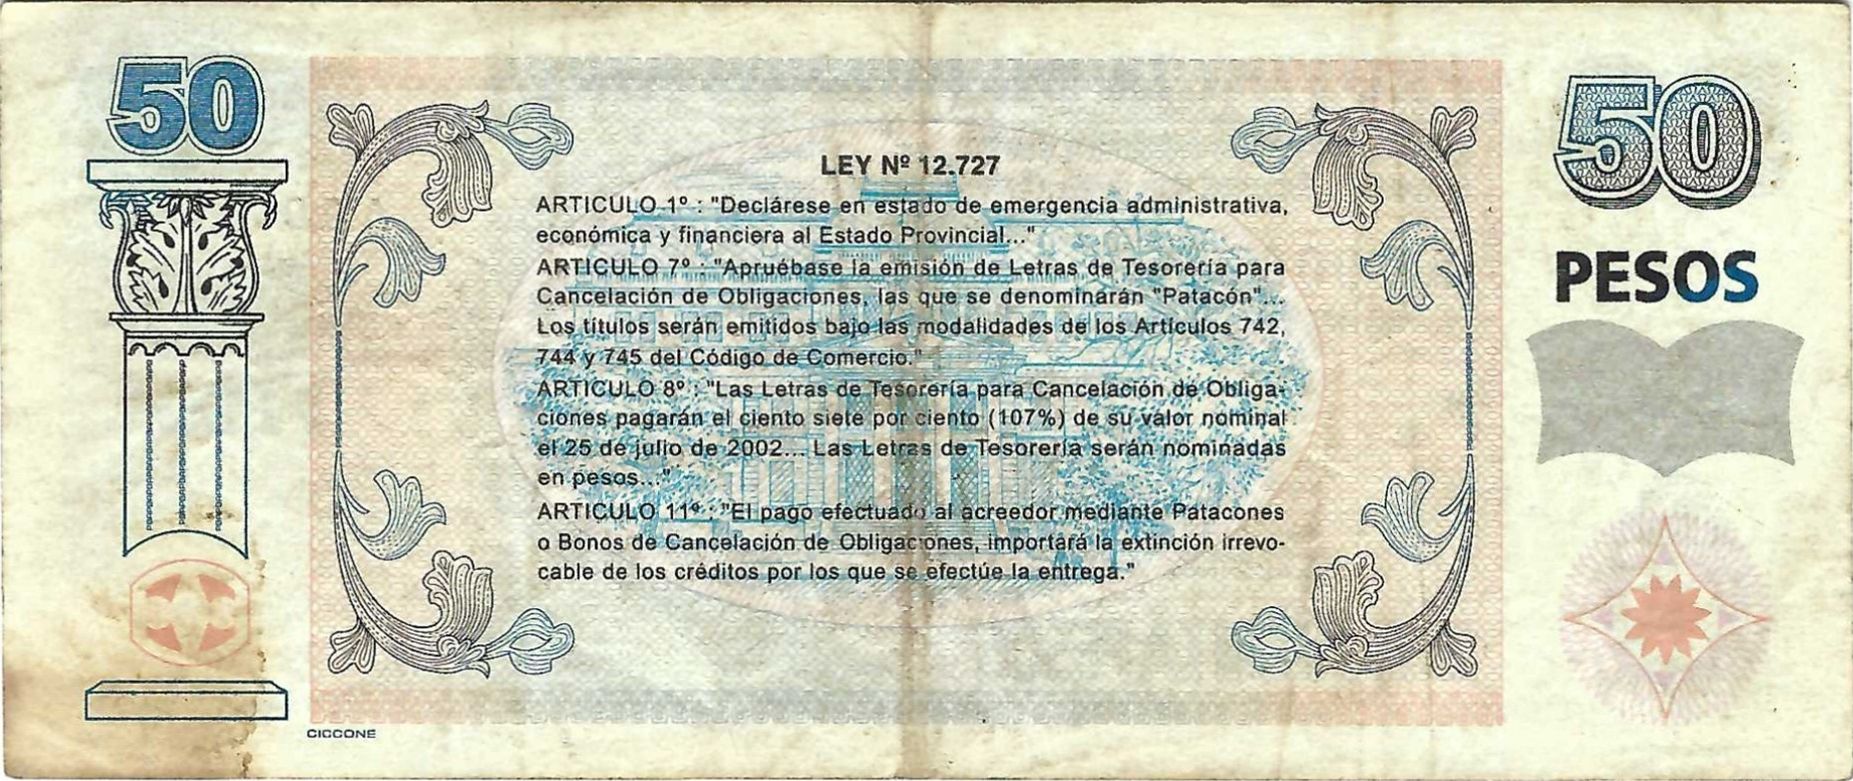 50
50
PESOS
LEY Nº 12.727
ARTICULO 1º : "Declárese en estado de emergencia administrativa,
económica y financiera al Estado Provincial..."
ARTICULO 7º : "Apruébase la emisión de Letras de Tesorería para
Cancelación de Obligaciones, las que se denominarán "Patacón"...
Los títulos serán emitidos bajo las modalidades de los Artículos 742,
744 y 745 del Código de Comercio."
ARTICULO 8º : "Las Letras de Tesorería para Cancelación de Obliga-
ciones pagarán el ciento siete por ciento (107%) de su valor nominal
el 25 de julio de 2002... Las Letras de Tesorería serán nominadas
en pesos..."
ARTICULO 11º : "El pago efectuado al acreedor mediante Patacones
o Bonos de Cancelación de Obligaciones, importará la extinción irrevo-
cable de los créditos por los que se efectúe la entrega."
CICCONE